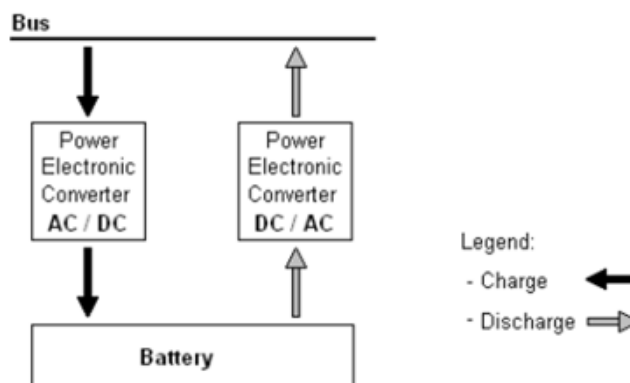 Bus
Power
Electronic
Converter
AC / DC
Power
Electronic
Converter
DC / AC
Legend:
- Charge
- Discharge
Battery